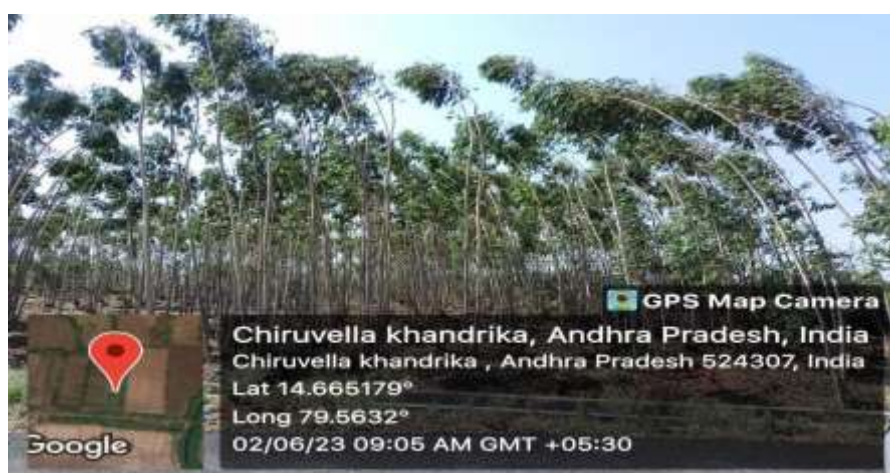 GPS Map Camera
Chiruvella khandrika, Andhra Pradesh, India
Chiruvella khandrika , Andhra Pradesh 524307, India
Lat 14.665179°
Long 79.5632°
02/06/23 09:05 AM GMT +05:30
Google